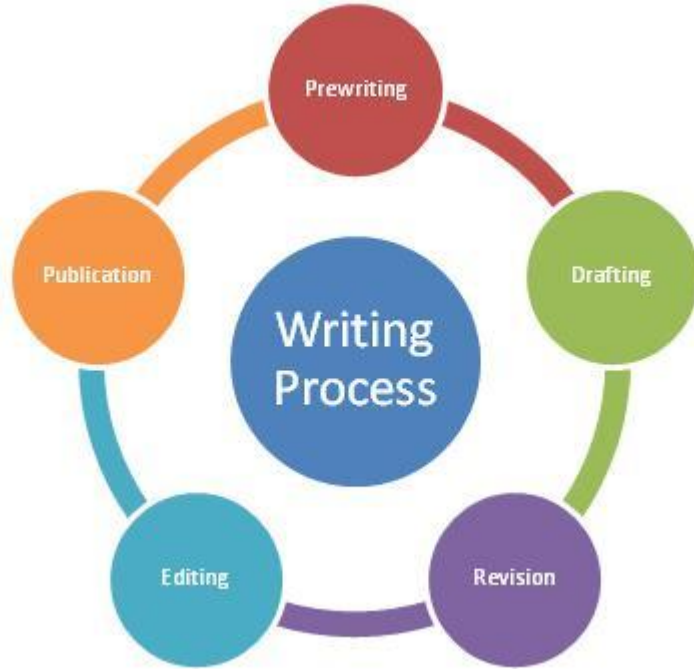 Prewriting
Drafting
Revision
Editing
Publication
Writing
Process